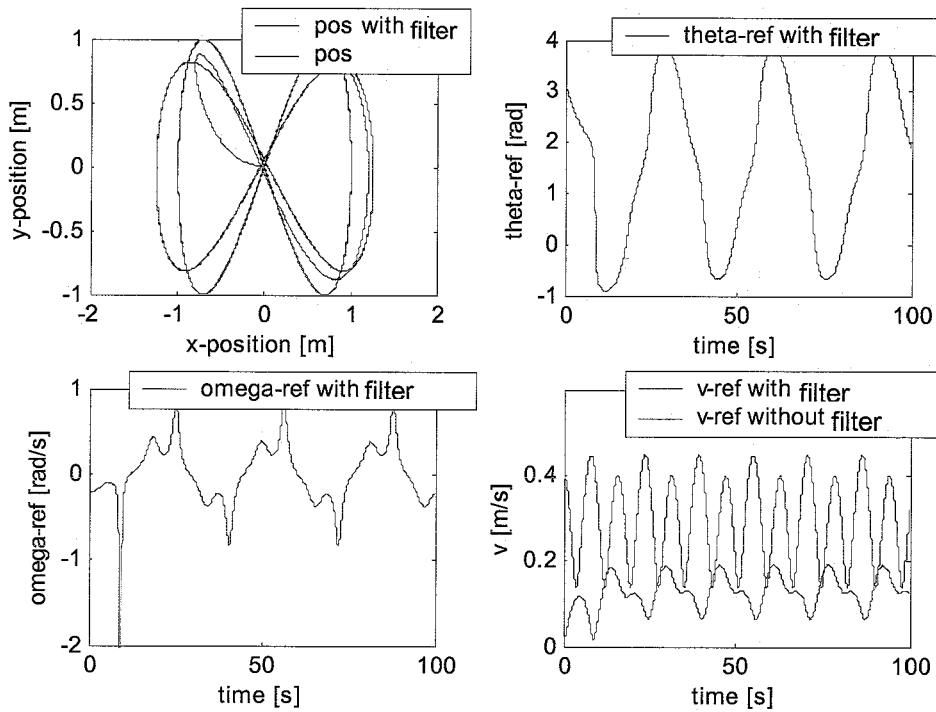 pos with filter
pos
1
0.5
0
-0.5
-1
-2
-1
0
1
2
y-position [m]
x-position [m]
theta-ref with filter
4
3
2
1
0
-1
0
50
100
theta-ref [rad]
time [s]
omega-ref with filter
1
0
-1
-2
0
50
100
omega-ref [rad/s]
time [s]
v-ref with filter
v-ref without filter
0.4
0.2
0
0
50
100
v [m/s]
time [s]